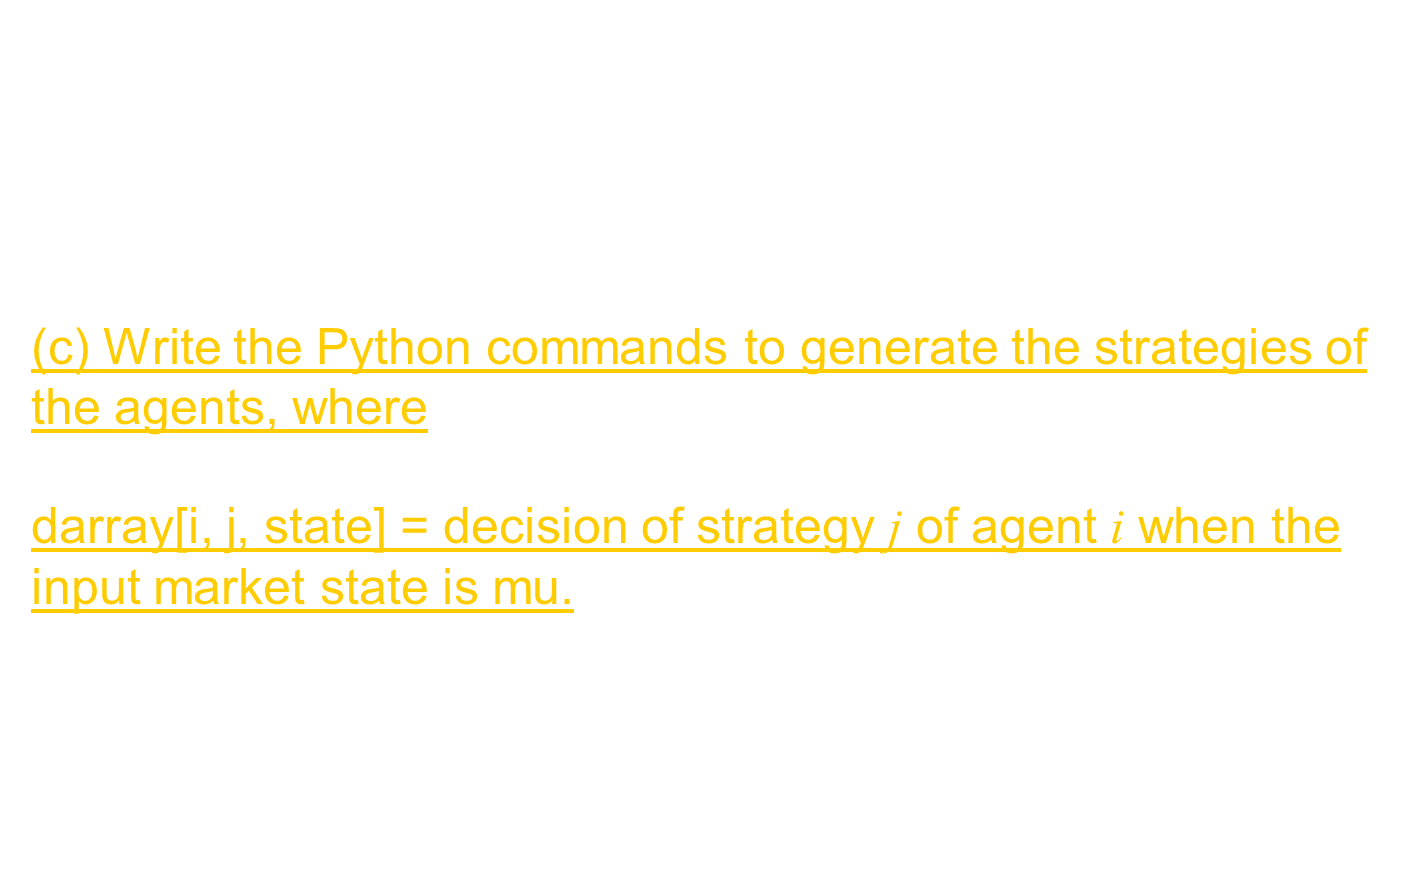 (c) Write the Python commands to generate the strategies of
the agents, where
darray[i, j, state] = decision of strategy j of agent i when the
input market state is mu.